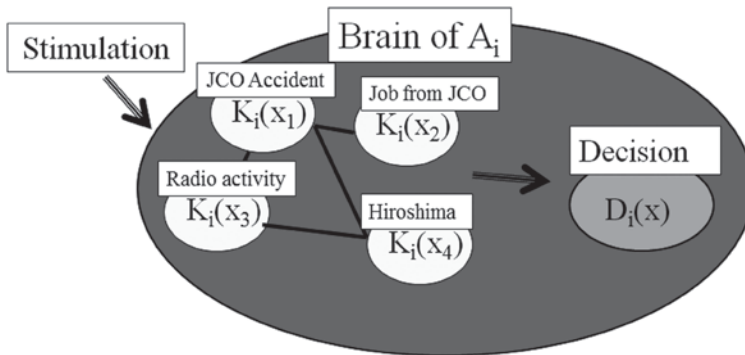 Stimulation
Brain of Aᵢ
JCO Accident
Kᵢ(x₁)
Job from JCO
Kᵢ(x₂)
Radio activity
Kᵢ(x₃)
Hiroshima
Kᵢ(x₄)
Decision
Dᵢ(x)